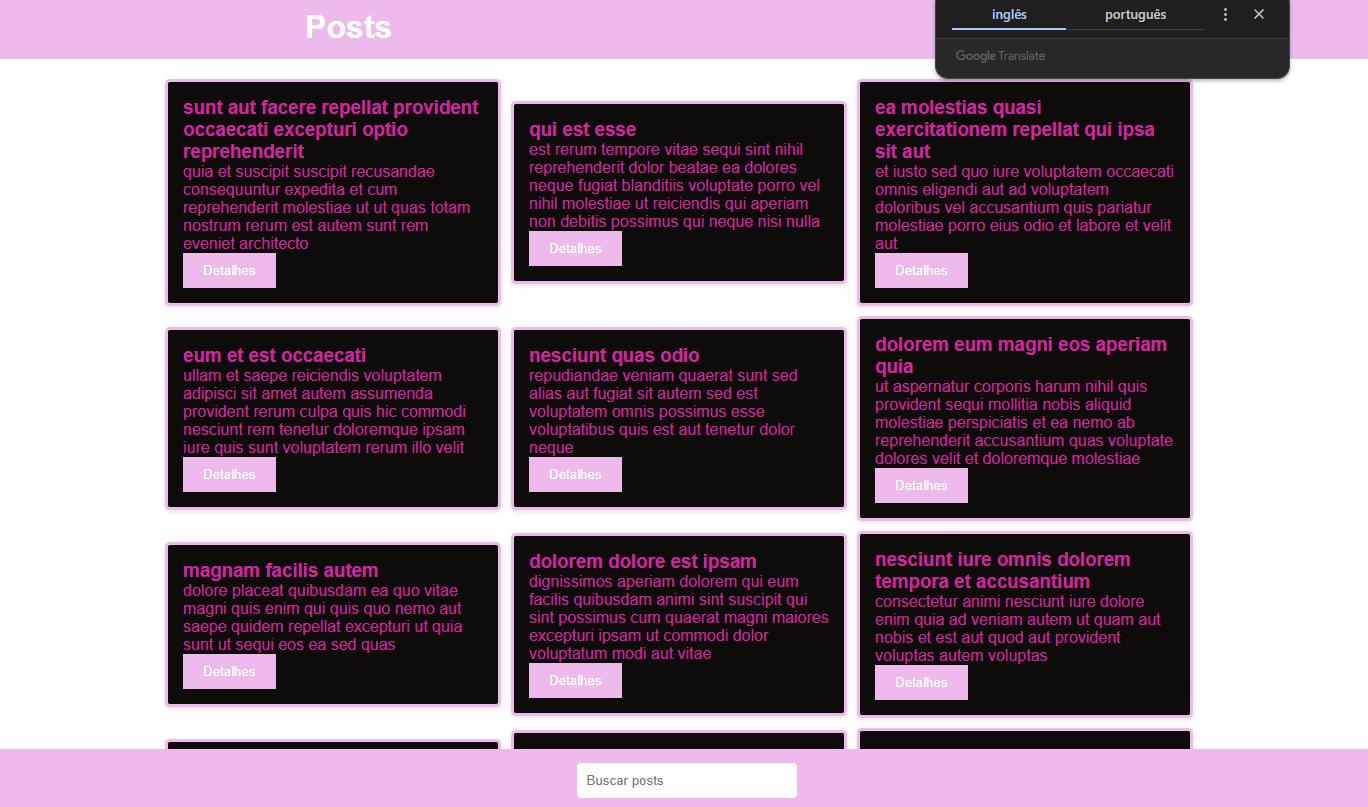 Posts
inglês
português
Google Translate
sunt aut facere repellat provident
occaecati excepturi optio
reprehenderit
quia et suscipit suscipit recusandae
consequuntur expedita et cum
reprehenderit molestiae ut ut quas totam
nostrum rerum est autem sunt rem
eveniet architecto
Detalhes
qui est esse
est rerum tempore vitae sequi sint nihil
reprehenderit dolor beatae ea dolores
neque fugiat blanditiis voluptate porro vel
nihil molestiae ut reiciendis qui aperiam
non debitis possimus qui neque nisi nulla
Detalhes
ea molestias quasi
exercitationem repellat qui ipsa
sit aut
et iusto sed quo iure voluptatem occaecati
omnis eligendi aut ad voluptatem
doloribus vel accusantium quis pariatur
molestiae porro eius odio et labore et velit
aut
Detalhes
eum et est occaecati
ullam et saepe reiciendis voluptatem
adipisci sit amet autem assumenda
provident rerum culpa quis hic commodi
nesciunt rem tenetur doloremque ipsam
iure quis sunt voluptatem rerum illo velit
Detalhes
nesciunt quas odio
repudiandae veniam quaerat sunt sed
alias aut fugiat sit autem sed est
voluptatem omnis possimus esse
voluptatibus quis est aut tenetur dolor
neque
Detalhes
dolorem eum magni eos aperiam
quia
ut aspernatur corporis harum nihil quis
provident sequi mollitia nobis aliquid
molestiae perspiciatis et ea nemo ab
reprehenderit accusantium quas voluptate
dolores velit et doloremque molestiae
Detalhes
magnam facilis autem
dolore placeat quibusdam ea quo vitae
magni quis enim qui quis quo nemo aut
saepe quidem repellat excepturi ut quia
sunt ut sequi eos ea sed quas
Detalhes
dolorem dolore est ipsam
dignissimos aperiam dolorem qui eum
facilis quibusdam animi sint suscipit qui
sint possimus cum quaerat magni maiores
excepturi ipsam ut commodi dolor
voluptatum modi aut vitae
Detalhes
nesciunt iure omnis dolorem
tempora et accusantium
consectetur animi nesciunt iure dolore
enim quia ad veniam autem ut quam aut
nobis et est aut quod aut provident
voluptas autem voluptas
Detalhes
Buscar posts